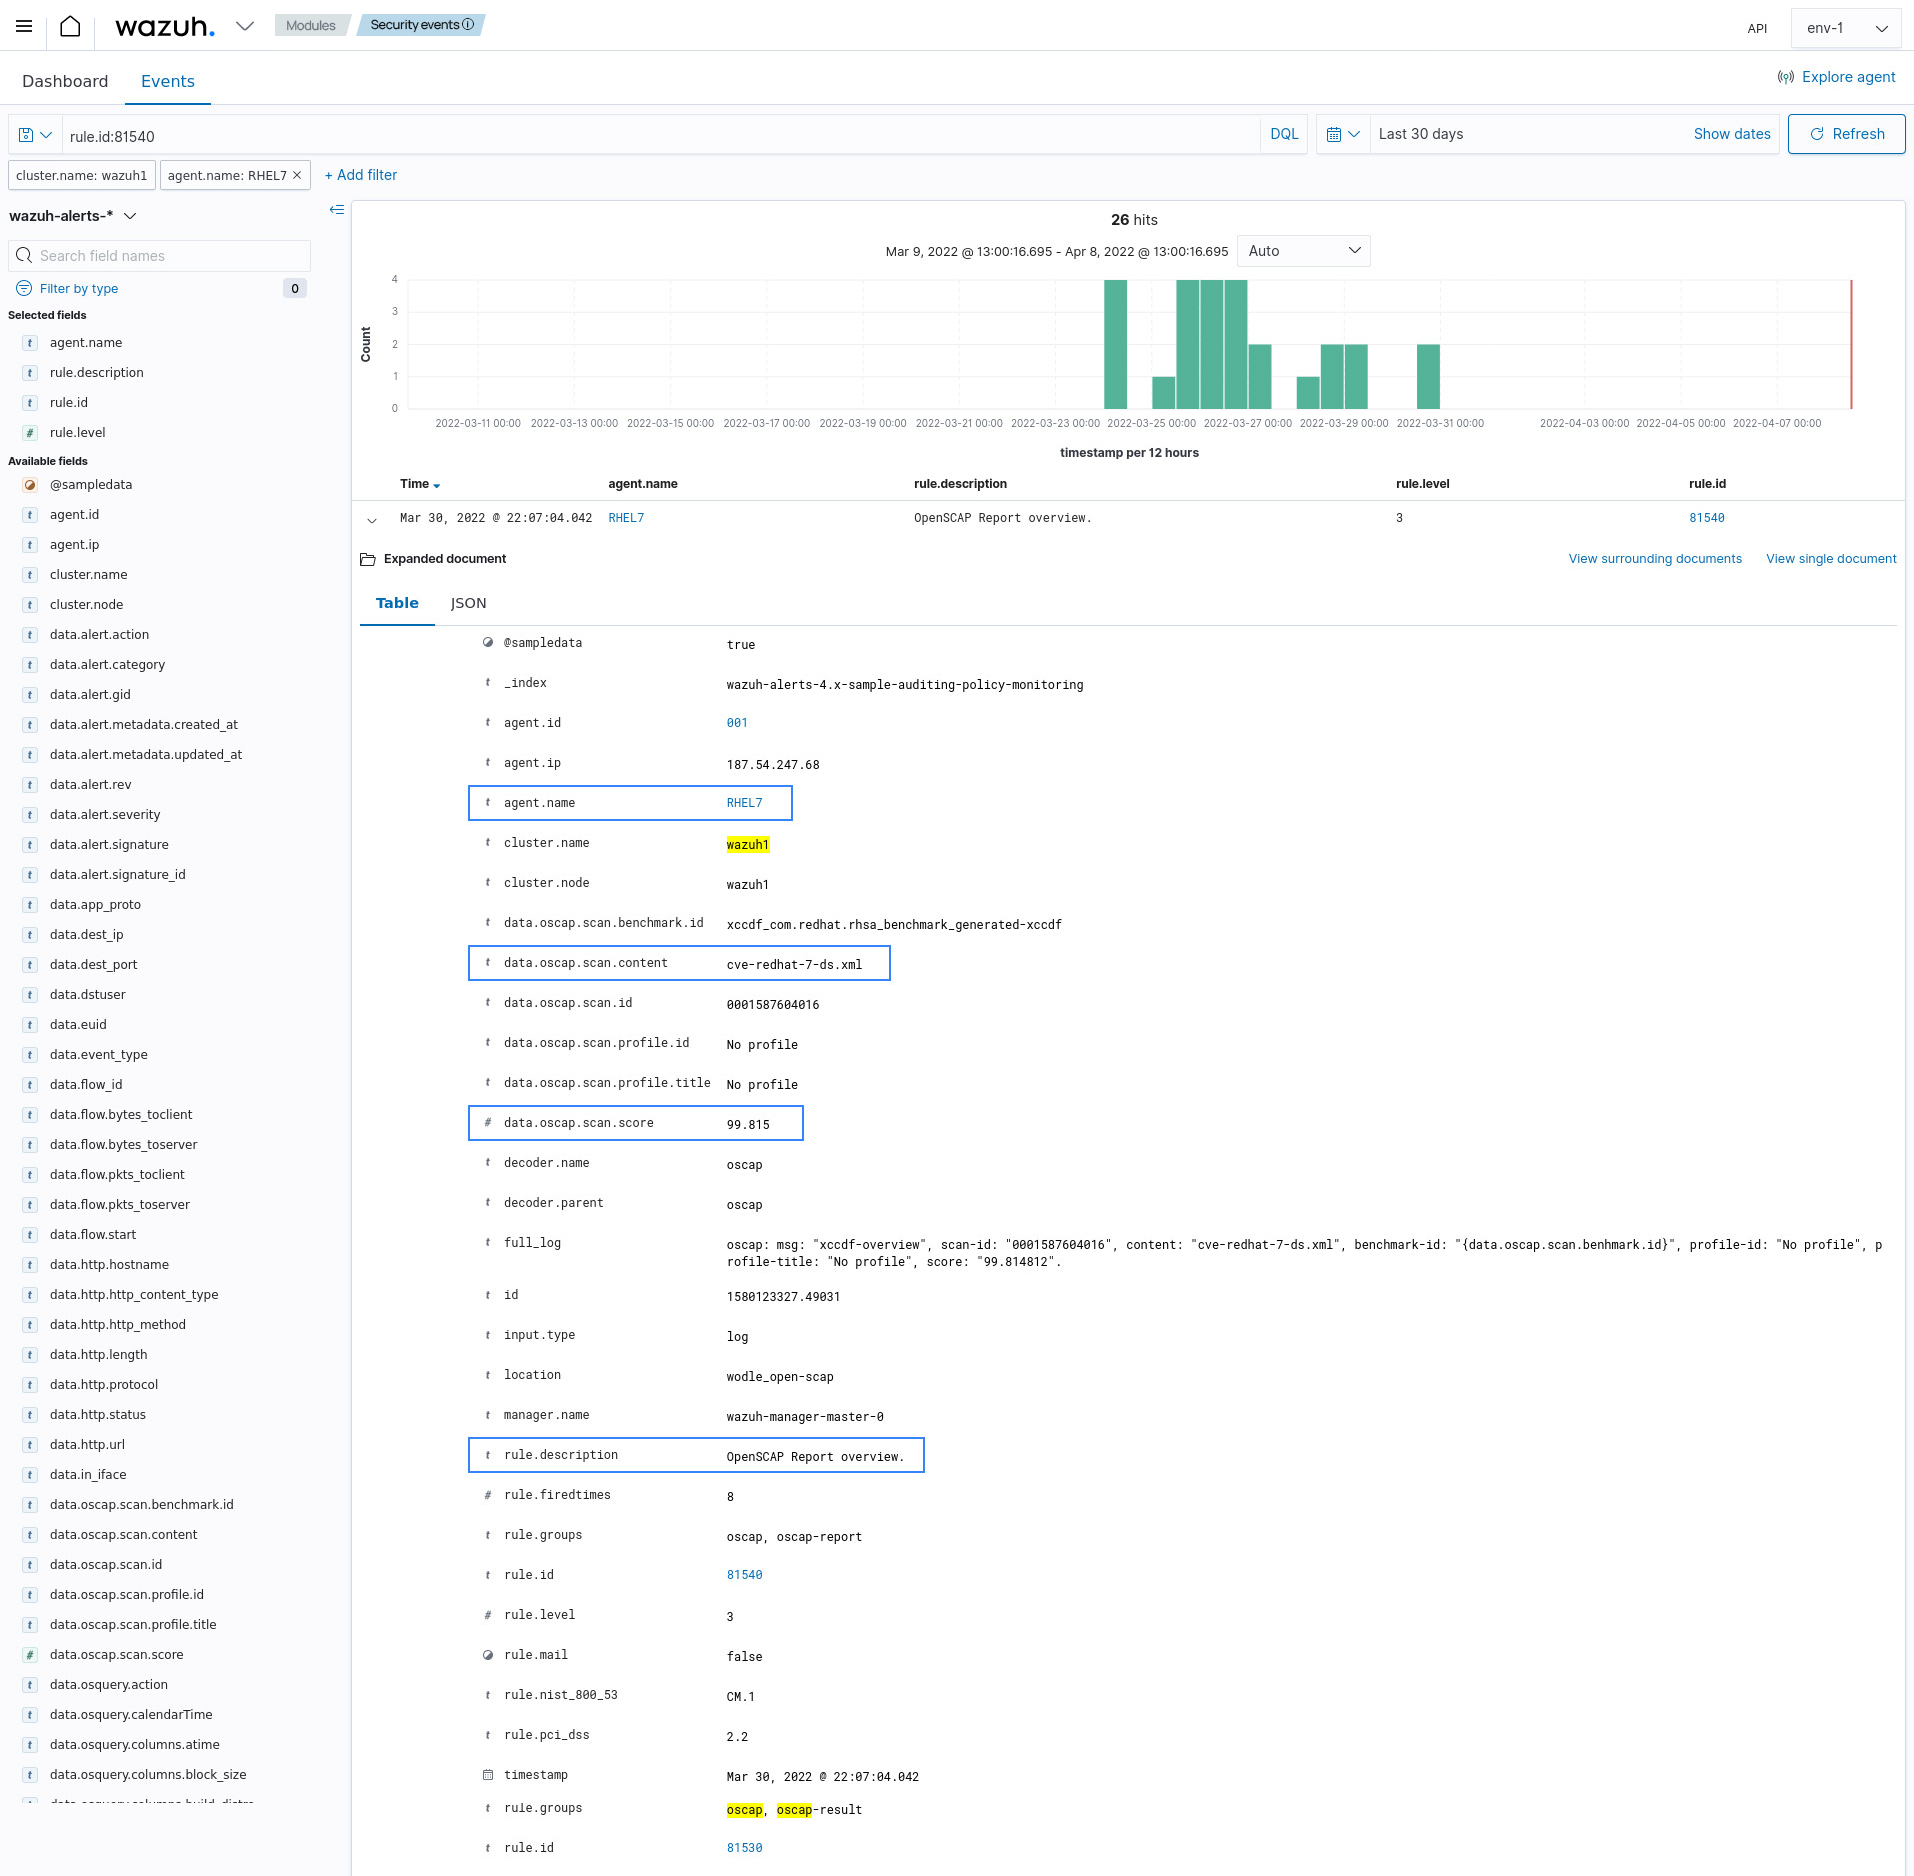 wazuh.
Modules
Security events
API
env-1
Dashboard
Events
Explore agent
rule.id:81540
DQL
Last 30 days
Show dates
Refresh
cluster.name: wazuh1
agent.name: RHEL7 ×
+ Add filter
wazuh-alerts-*
Search field names
Filter by type
0
Selected fields
t agent.name
t rule.description
t rule.id
# rule.level
Available fields
@sampledata
t agent.id
t agent.ip
t cluster.name
t cluster.node
t data.alert.action
t data.alert.category
t data.alert.gid
t data.alert.metadata.created_at
t data.alert.metadata.updated_at
t data.alert.rev
t data.alert.severity
t data.alert.signature
t data.alert.signature_id
t data.app_proto
t data.dest_ip
t data.dest_port
t data.dstuser
t data.euid
t data.event_type
t data.flow_id
t data.flow.bytes_toclient
t data.flow.bytes_toserver
t data.flow.pkts_toclient
t data.flow.pkts_toserver
t data.flow.start
t data.http.hostname
t data.http.http_content_type
t data.http.http_method
t data.http.length
t data.http.protocol
t data.http.status
t data.http.url
t data.in_iface
t data.oscap.scan.benchmark.id
t data.oscap.scan.content
t data.oscap.scan.id
t data.oscap.scan.profile.id
t data.oscap.scan.profile.title
# data.oscap.scan.score
t data.osquery.action
t data.osquery.calendarTime
t data.osquery.columns.atime
t data.osquery.columns.block_size
26 hits
Mar 9, 2022 @ 13:00:16.695 - Apr 8, 2022 @ 13:00:16.695
Auto
Count
4
3
2
1
0
2022-03-11 00:00 2022-03-13 00:00 2022-03-15 00:00 2022-03-17 00:00 2022-03-19 00:00 2022-03-21 00:00 2022-03-23 00:00 2022-03-25 00:00 2022-03-27 00:00 2022-03-29 00:00 2022-03-31 00:00 2022-04-03 00:00 2022-04-05 00:00 2022-04-07 00:00
timestamp per 12 hours
Time agent.name rule.description rule.level rule.id
Mar 30, 2022 @ 22:07:04.042 RHEL7 OpenSCAP Report overview. 3 81540
Expanded document
View surrounding documents
View single document
Table
JSON
@sampledata true
t _index wazuh-alerts-4.x-sample-auditing-policy-monitoring
t agent.id 001
t agent.ip 187.54.247.68
t agent.name RHEL7
t cluster.name wazuh1
t cluster.node wazuh1
t data.oscap.scan.benchmark.id xccdf_com.redhat.rhsa_benchmark_generated-xccdf
t data.oscap.scan.content cve-redhat-7-ds.xml
t data.oscap.scan.id 0001587604016
t data.oscap.scan.profile.id No profile
t data.oscap.scan.profile.title No profile
# data.oscap.scan.score 99.815
t decoder.name oscap
t decoder.parent oscap
t full_log oscap: msg: "xccdf-overview", scan-id: "0001587604016", content: "cve-redhat-7-ds.xml", benchmark-id: "{data.oscap.scan.benhmark.id}", profile-id: "No profile", p
rofile-title: "No profile", score: "99.814812".
t id 1580123327.49031
t input.type log
t location wodle_open-scap
t manager.name wazuh-manager-master-0
t rule.description OpenSCAP Report overview.
# rule.firedtimes 8
t rule.groups oscap, oscap-report
t rule.id 81540
# rule.level 3
rule.mail false
t rule.nist_800_53 CM.1
t rule.pci_dss 2.2
timestamp Mar 30, 2022 @ 22:07:04.042
t rule.groups oscap, oscap-result
t rule.id 81530